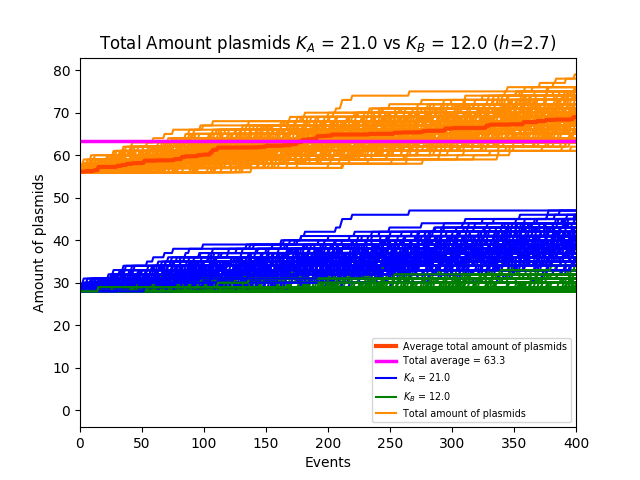 Total Amount plasmids K_A = 21.0 vs K_B = 12.0 (h=2.7)
80
70
60
50
40
30
20
10
0
Amount of plasmids
Average total amount of plasmids
Total average = 63.3
K_A = 21.0
K_B = 12.0
Total amount of plasmids
0 50 100 150 200 250 300 350 400
Events